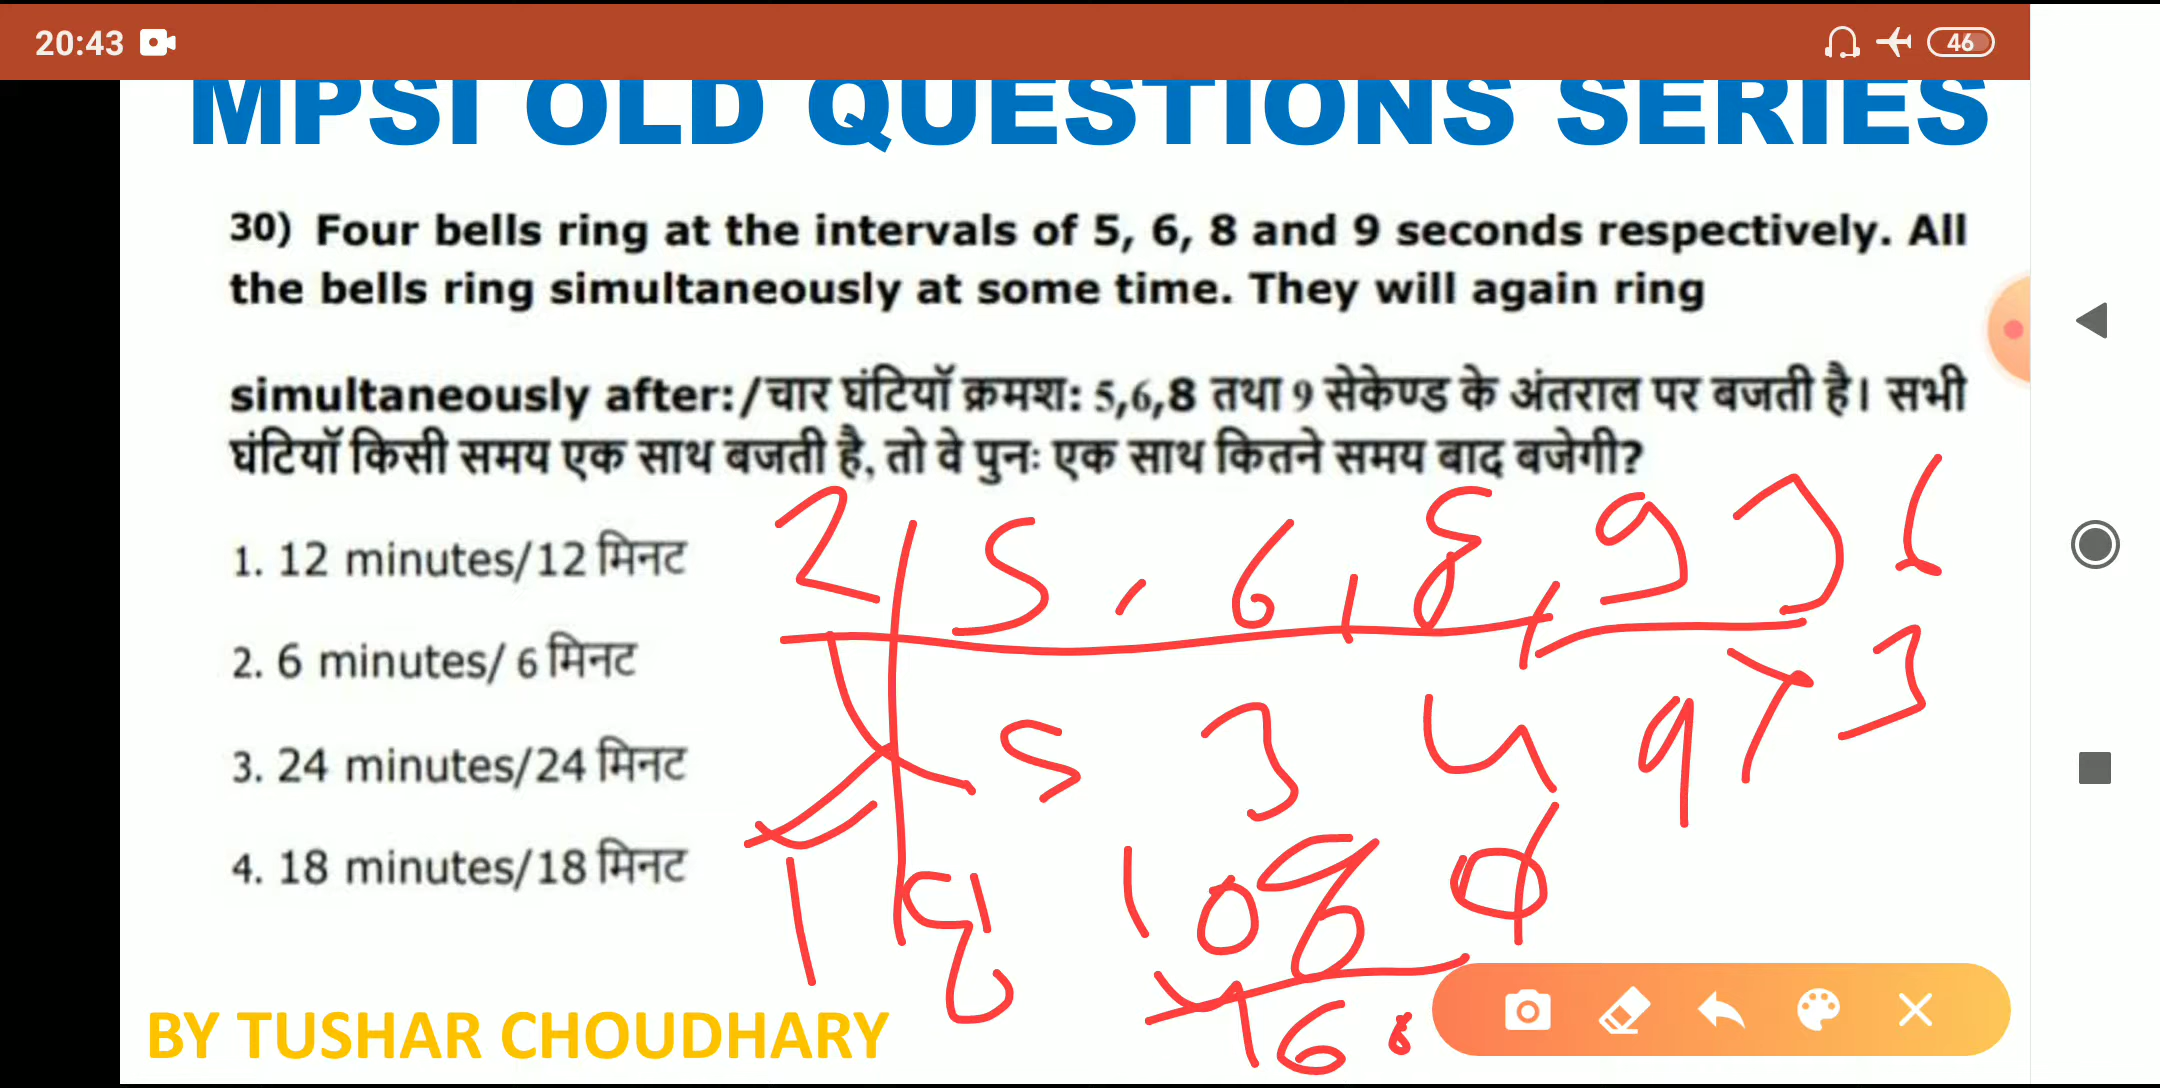 20:43 46
MPSI OLD QUESTIONS SERIES
30) Four bells ring at the intervals of 5, 6, 8 and 9 seconds respectively. All
the bells ring simultaneously at some time. They will again ring
simultaneously after:/चार घंटियॉ क्रमश: 5,6,8 तथा 9 सेकेण्ड के अंतराल पर बजती है। सभी
घंटियॉ किसी समय एक साथ बजती है, तो वे पुनः एक साथ कितने समय बाद बजेगी?
2 5, 6, 8, 9
1. 12 minutes/12 मिनट
2. 6 minutes/ 6 मिनट
5 3 4 9
3. 24 minutes/24 मिनट
4. 18 minutes/18 मिनट
BY TUSHAR CHOUDHARY